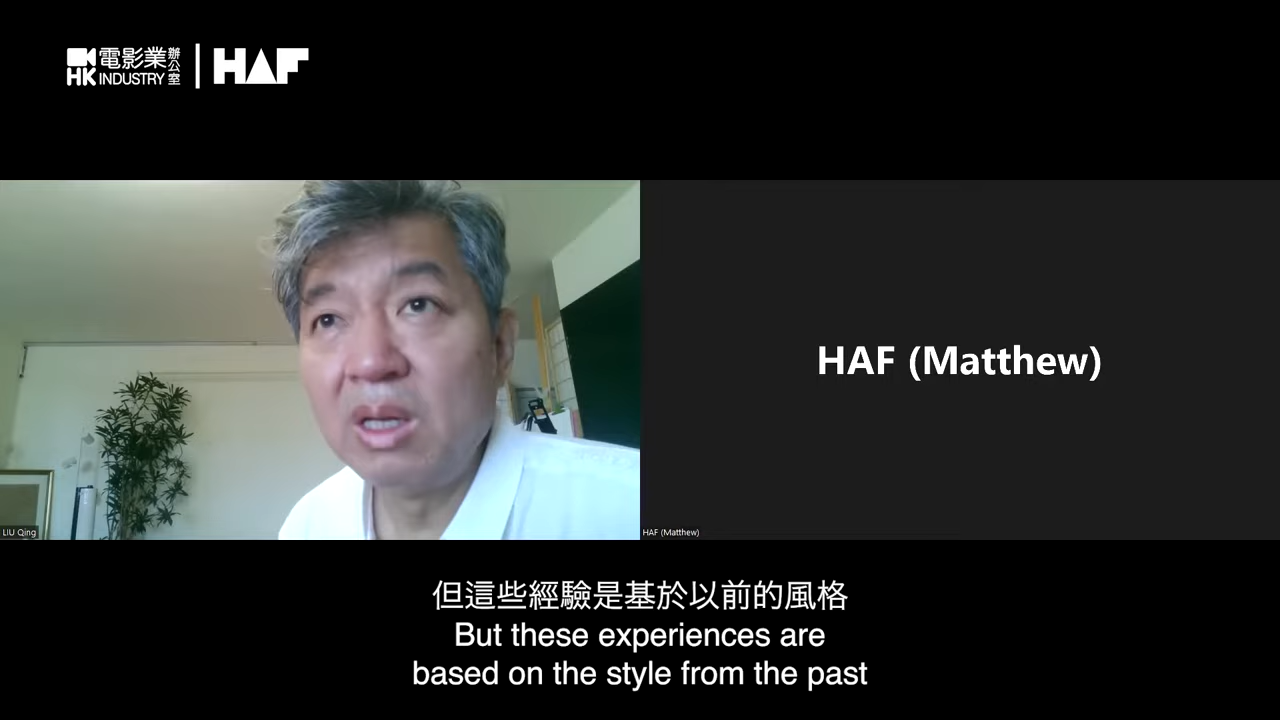 電影業辦公室
HK INDUSTRY
HAF
HAF (Matthew)
LIU Qing
HAF (Matthew)
但這些經驗是基於以前的風格
But these experiences are
based on the style from the past